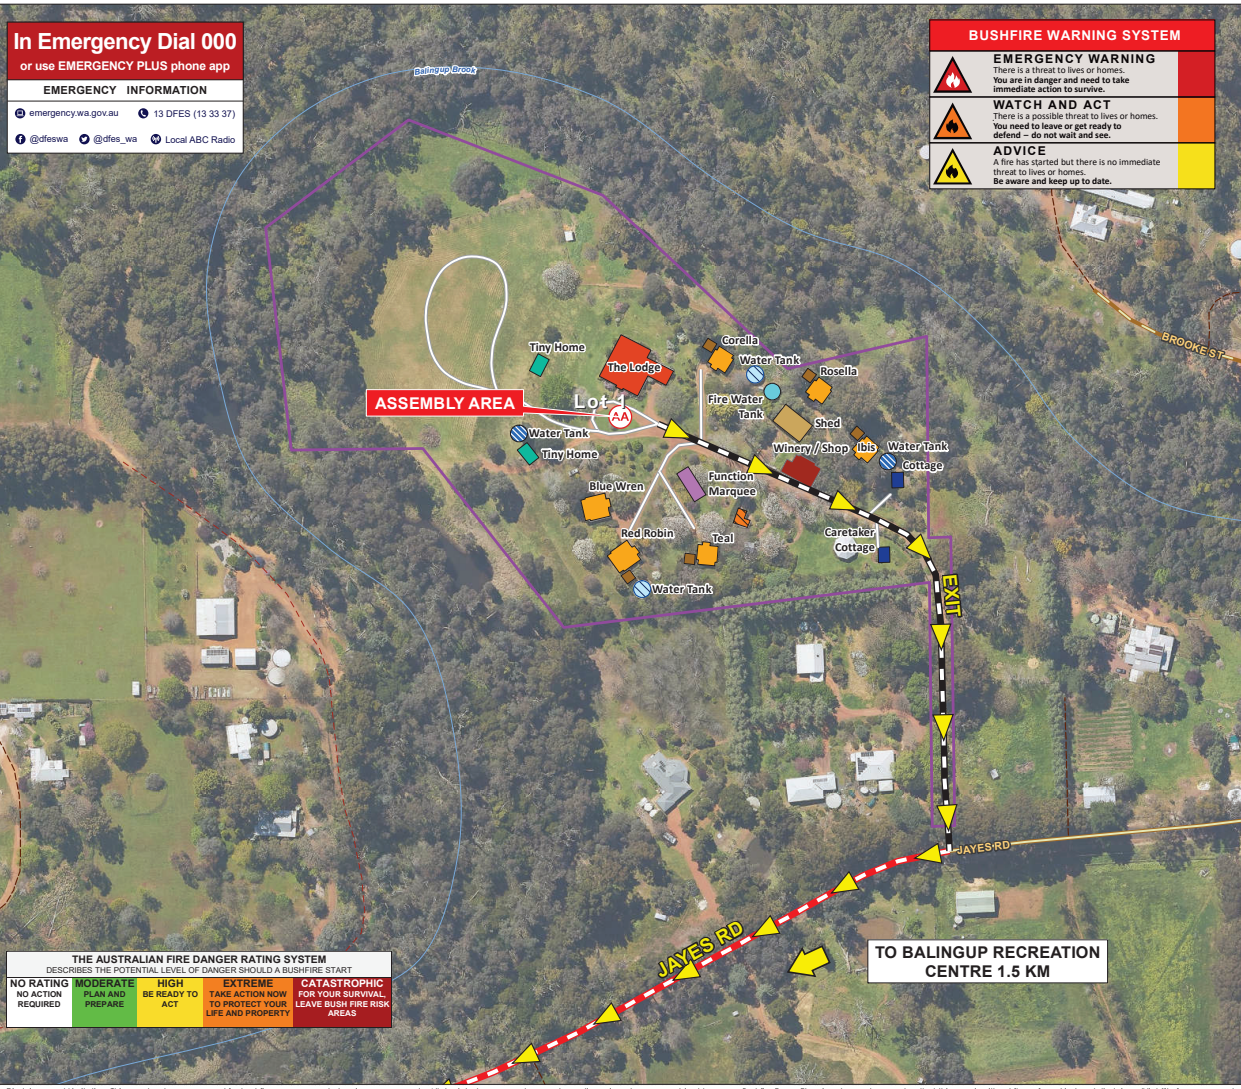 In Emergency Dial 000
or use EMERGENCY PLUS phone app
EMERGENCY INFORMATION
emergency.wa.gov.au
13 DFES (13 33 37)
@dfeswa
@dfes_wa
Local ABC Radio
BUSHFIRE WARNING SYSTEM
EMERGENCY WARNING
There is a threat to lives or homes.
You are in danger and need to take
immediate action to survive.
WATCH AND ACT
There is a possible threat to lives or homes.
You need to leave or get ready to
defend – do not wait and see.
ADVICE
A fire has started but there is no immediate
threat to lives or homes.
Be aware and keep up to date.
Balingup Brook
BROOKE ST
Tiny Home
The Lodge
Corella
Water Tank
Rosella
ASSEMBLY AREA
Lot 1
AA
Fire Water
Tank
Shed
Water Tank
Tiny Home
Winery / Shop
Ibis
Water Tank
Cottage
Function
Marquee
Blue Wren
Red Robin
Teal
Caretaker
Cottage
Water Tank
EXIT
JAYES RD
JAYES RD
TO BALINGUP RECREATION
CENTRE 1.5 KM
THE AUSTRALIAN FIRE DANGER RATING SYSTEM
DESCRIBES THE POTENTIAL LEVEL OF DANGER SHOULD A BUSHFIRE START
NO RATING
NO ACTION
REQUIRED
MODERATE
PLAN AND
PREPARE
HIGH
BE READY TO
ACT
EXTREME
TAKE ACTION NOW
TO PROTECT YOUR
LIFE AND PROPERTY
CATASTROPHIC
FOR YOUR SURVIVAL,
LEAVE BUSH FIRE RISK
AREAS